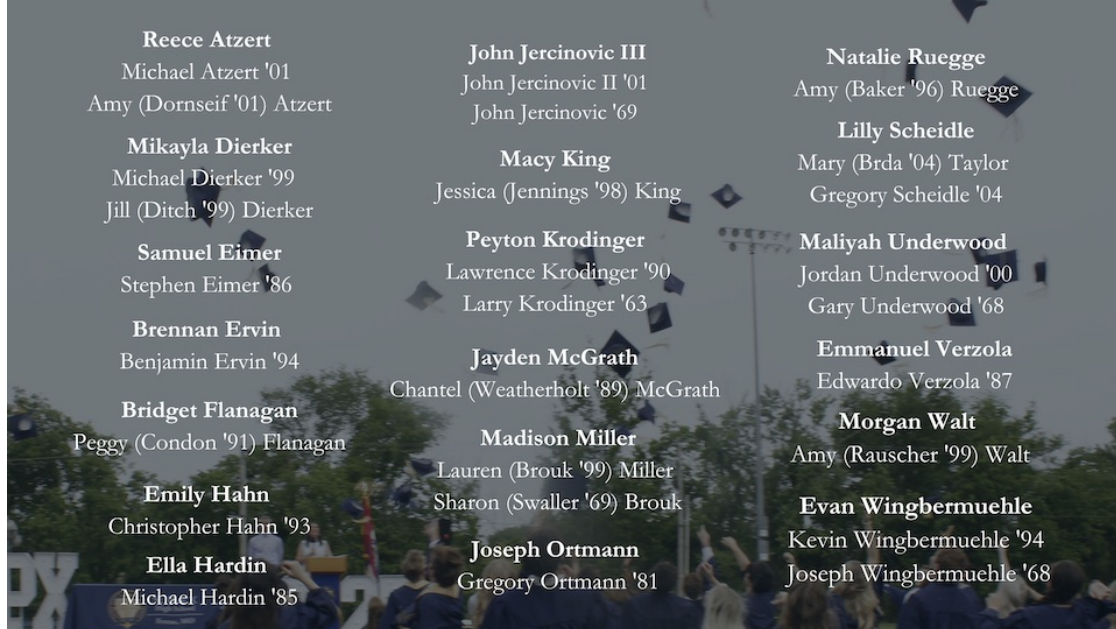 Reece Atzert
Michael Atzert '01
Amy (Dornseif '01) Atzert
Mikayla Dierker
Michael Dierker '99
Jill (Ditch '99) Dierker
Samuel Eimer
Stephen Eimer '86
Brennan Ervin
Benjamin Ervin '94
Bridget Flanagan
Peggy (Condon '91) Flanagan
Emily Hahn
Christopher Hahn '93
Ella Hardin
Michael Hardin '85
John Jercinovic III
John Jercinovic II '01
John Jercinovic '69
Macy King
Jessica (Jennings '98) King
Peyton Krodinger
Lawrence Krodinger '90
Larry Krodinger '63
Jayden McGrath
Chantel (Weatherholt '89) McGrath
Madison Miller
Lauren (Brouk '99) Miller
Sharon (Swaller '69) Brouk
Joseph Ortmann
Gregory Ortmann '81
Natalie Ruegge
Amy (Baker '96) Ruegge
Lilly Scheidle
Mary (Brda '04) Taylor
Gregory Scheidle '04
Maliyah Underwood
Jordan Underwood '00
Gary Underwood '68
Emmanuel Verzola
Edwardo Verzola '87
Morgan Walt
Amy (Rauscher '99) Walt
Evan Wingbermuehle
Kevin Wingbermuehle '94
Joseph Wingbermuehle '68
PX